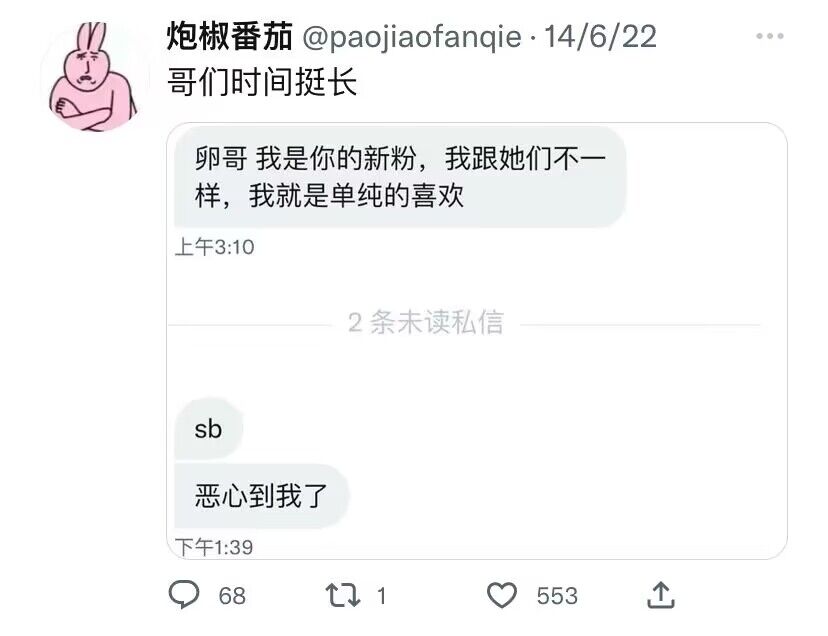 炮椒番茄 @paojiaofanqie · 14/6/22
哥们时间挺长
卵哥 我是你的新粉，我跟她们不一
样，我就是单纯的喜欢
上午3:10
2 条未读私信
sb
恶心到我了
下午1:39
68 1 553